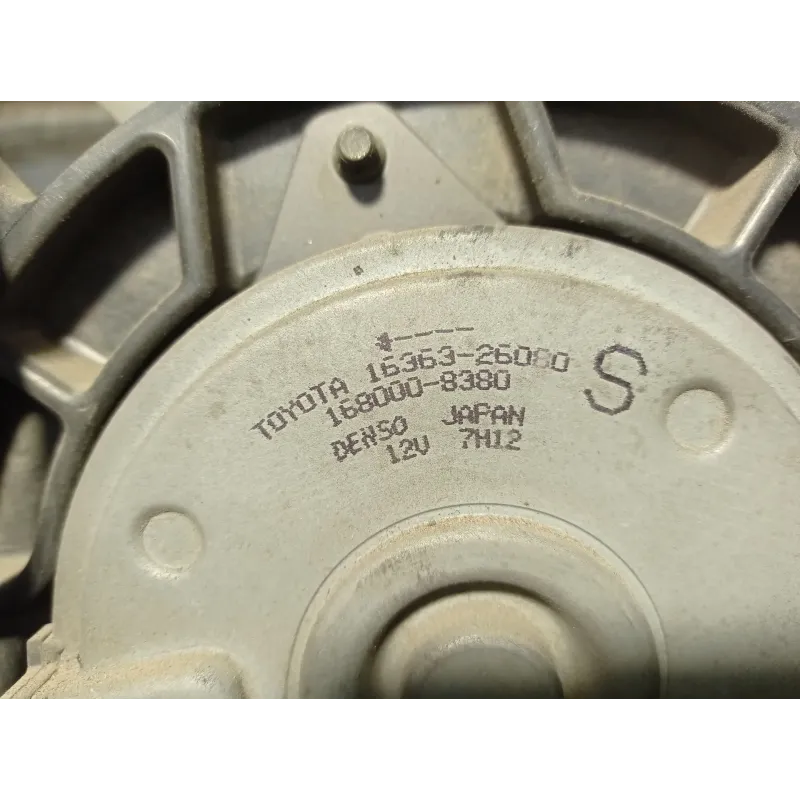 TOYOTA 16363-26080
168000-8380
DENSO JAPAN
12V 7H12
S